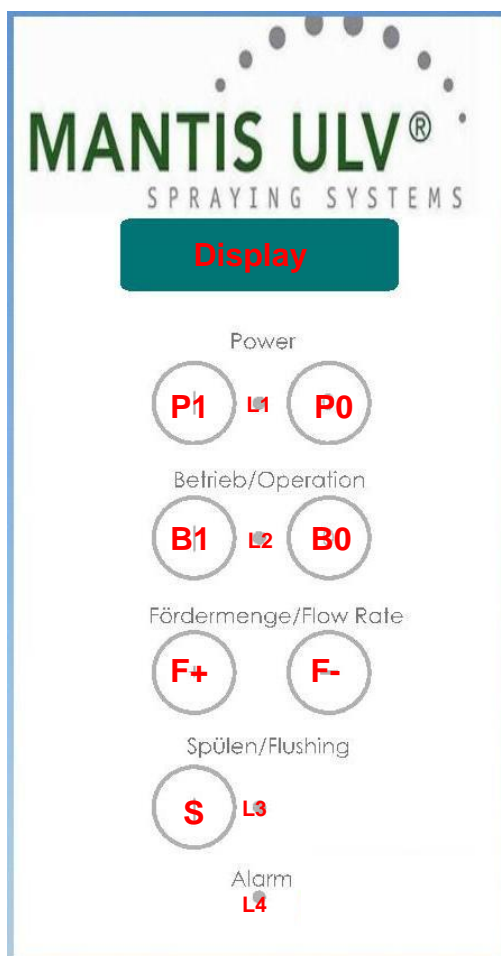 MANTIS ULV®
SPRAYING SYSTEMS
Display
Power
P1 L1 P0
Betrieb/Operation
B1 L2 B0
Fördermenge/Flow Rate
F+ F-
Spülen/Flushing
S L3
Alarm
L4